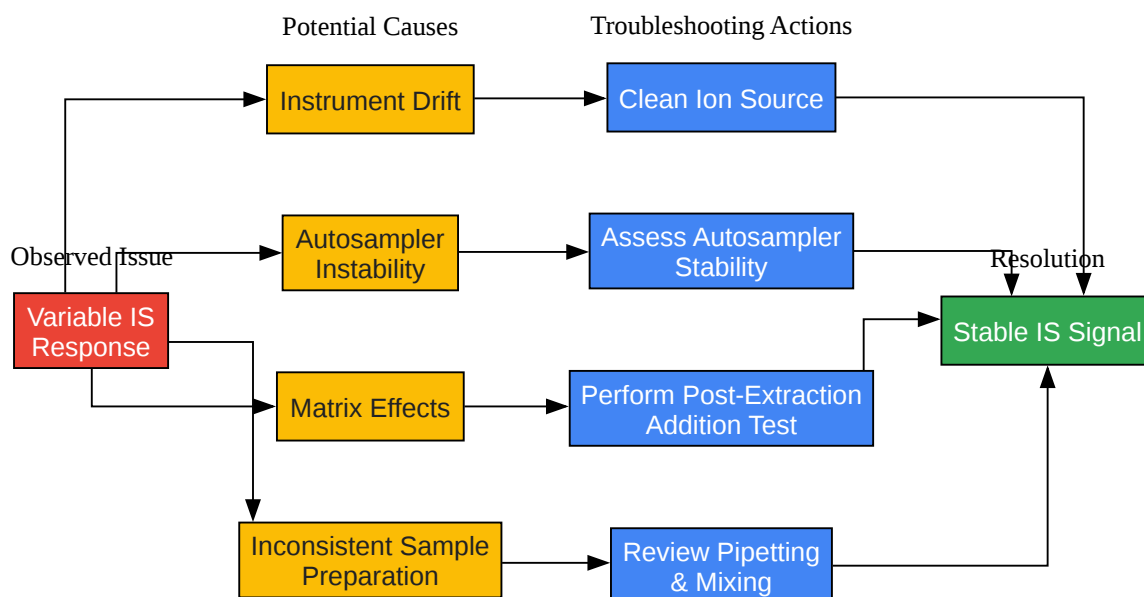 Potential Causes
Troubleshooting Actions
Instrument Drift
Clean Ion Source
Observed Issue
Autosampler
Instability
Assess Autosampler
Stability
Resolution
Variable IS
Response
Stable IS Signal
Matrix Effects
Perform Post-Extraction
Addition Test
Inconsistent Sample
Preparation
Review Pipetting
& Mixing